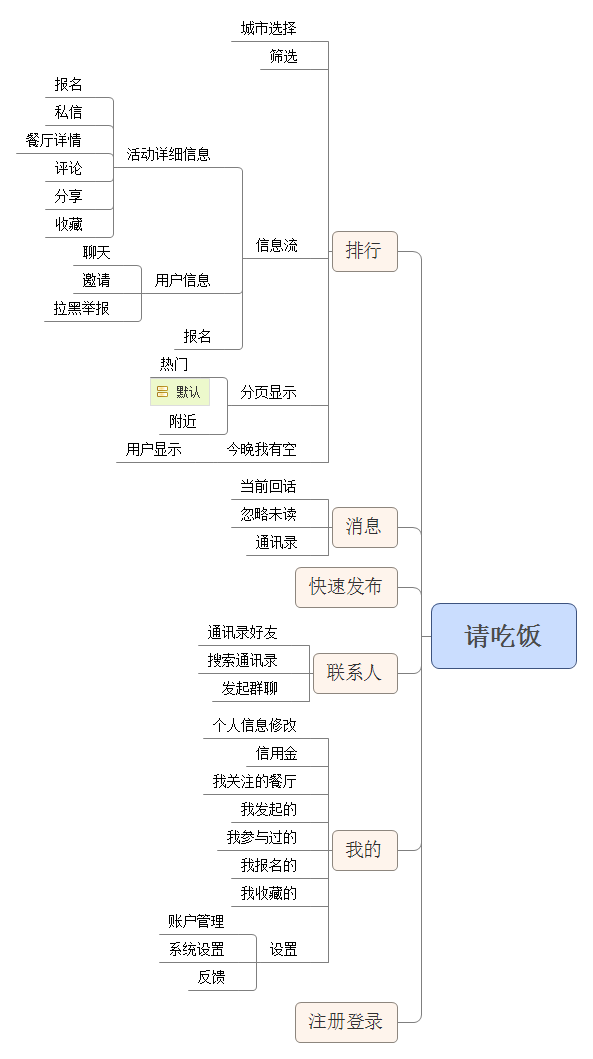 城市选择
筛选
报名
私信
餐厅详情
评论
分享
收藏
活动详细信息
聊天
邀请
拉黑举报
用户信息
报名
信息流
热门
默认
附近
分页显示
用户显示
今晚我有空
排行
当前回话
忽略未读
通讯录
消息
快速发布
请吃饭
通讯录好友
搜索通讯录
发起群聊
联系人
个人信息修改
信用金
我关注的餐厅
我发起的
我参与过的
我报名的
我收藏的
账户管理
系统设置
反馈
设置
我的
注册登录